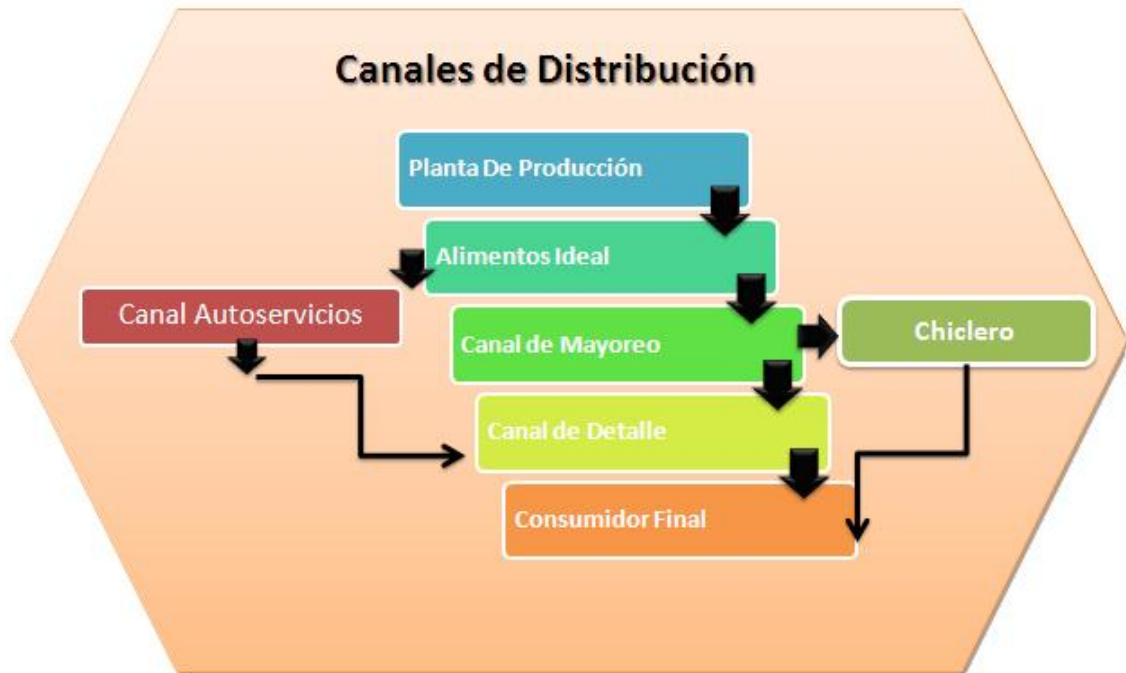 Canales de Distribución
Planta De Producción
Alimentos Ideal
Canal Autoservicios
Canal de Mayoreo
Chiclero
Canal de Detalle
Consumidor Final